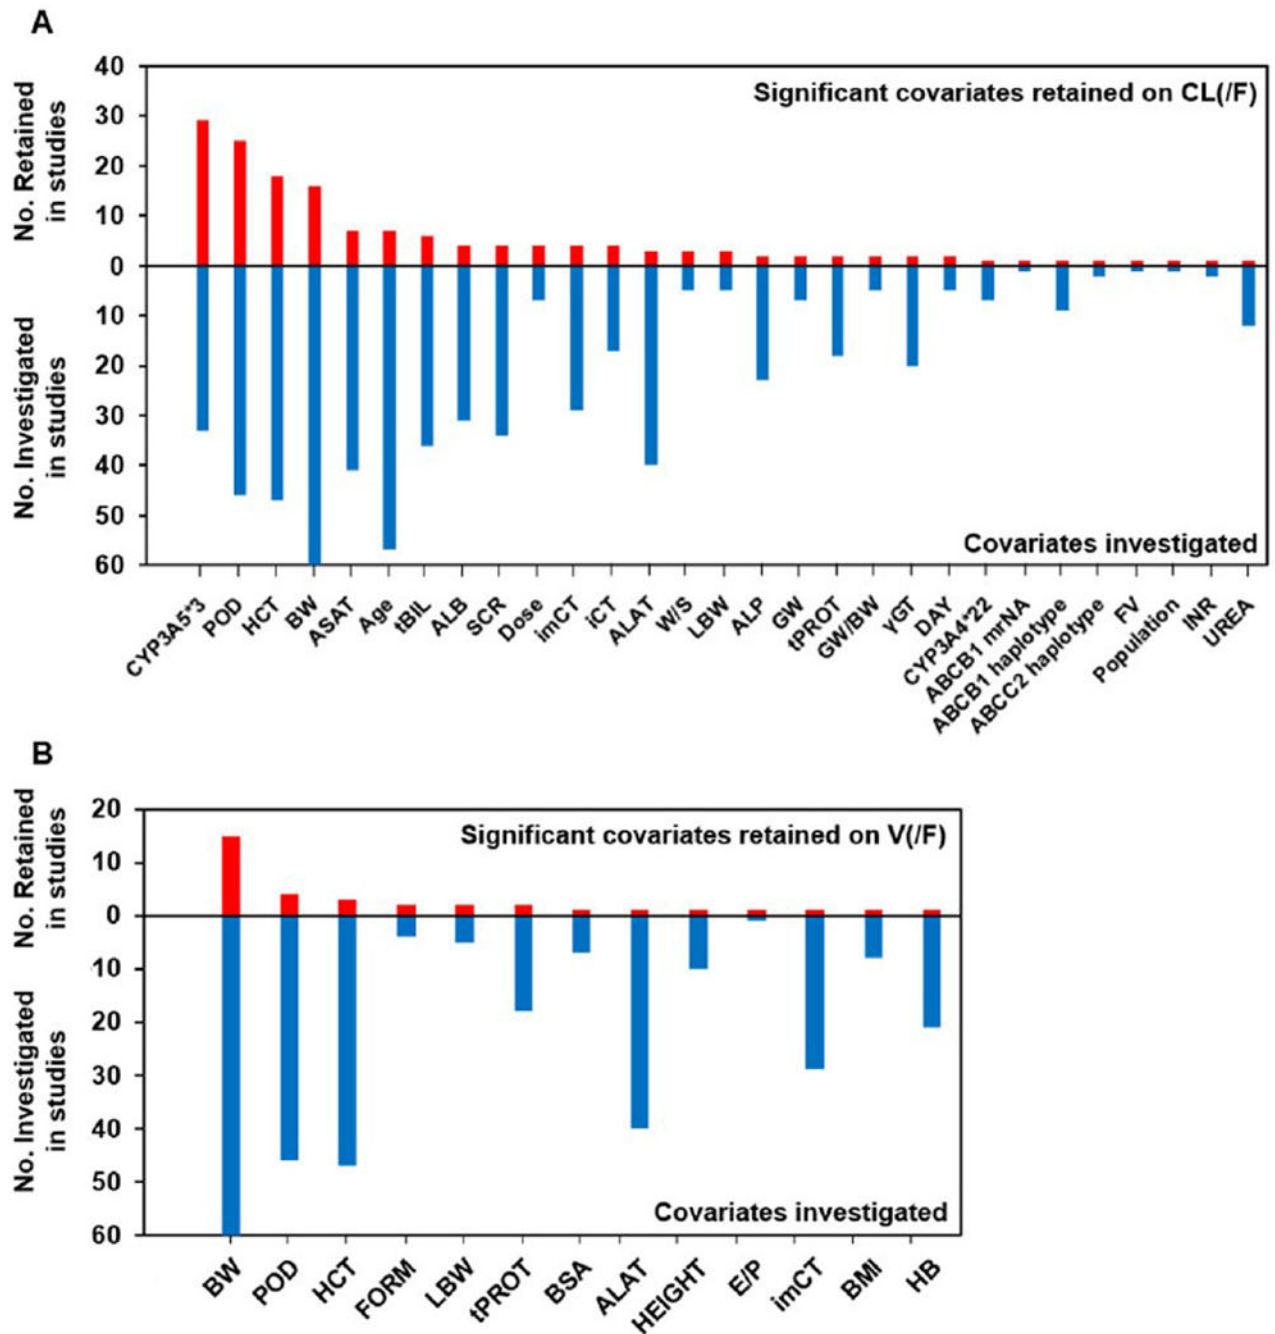 A
40
30
20
10
0
10
20
30
40
50
60
No. Retained
in studies
No. Investigated
in studies
Significant covariates retained on CL(/F)
Covariates investigated
CYP3A5*3
POD
HCT
BW
ASAT
Age
tBIL
ALB
SCR
Dose
imCT
iCT
ALAT
W/S
LBW
ALP
GW
tPROT
GW/BW
YGT
DAY
CYP3A4*22
ABCB1 mRNA
ABCB1 haplotype
ABCC2 haplotype
FV
Population
INR
UREA
B
20
10
0
10
20
30
40
50
60
No. Retained
in studies
No. Investigated
in studies
Significant covariates retained on V(/F)
Covariates investigated
BW
POD
HCT
FORM
LBW
tPROT
BSA
ALAT
HEIGHT
E/P
imCT
BMI
HB